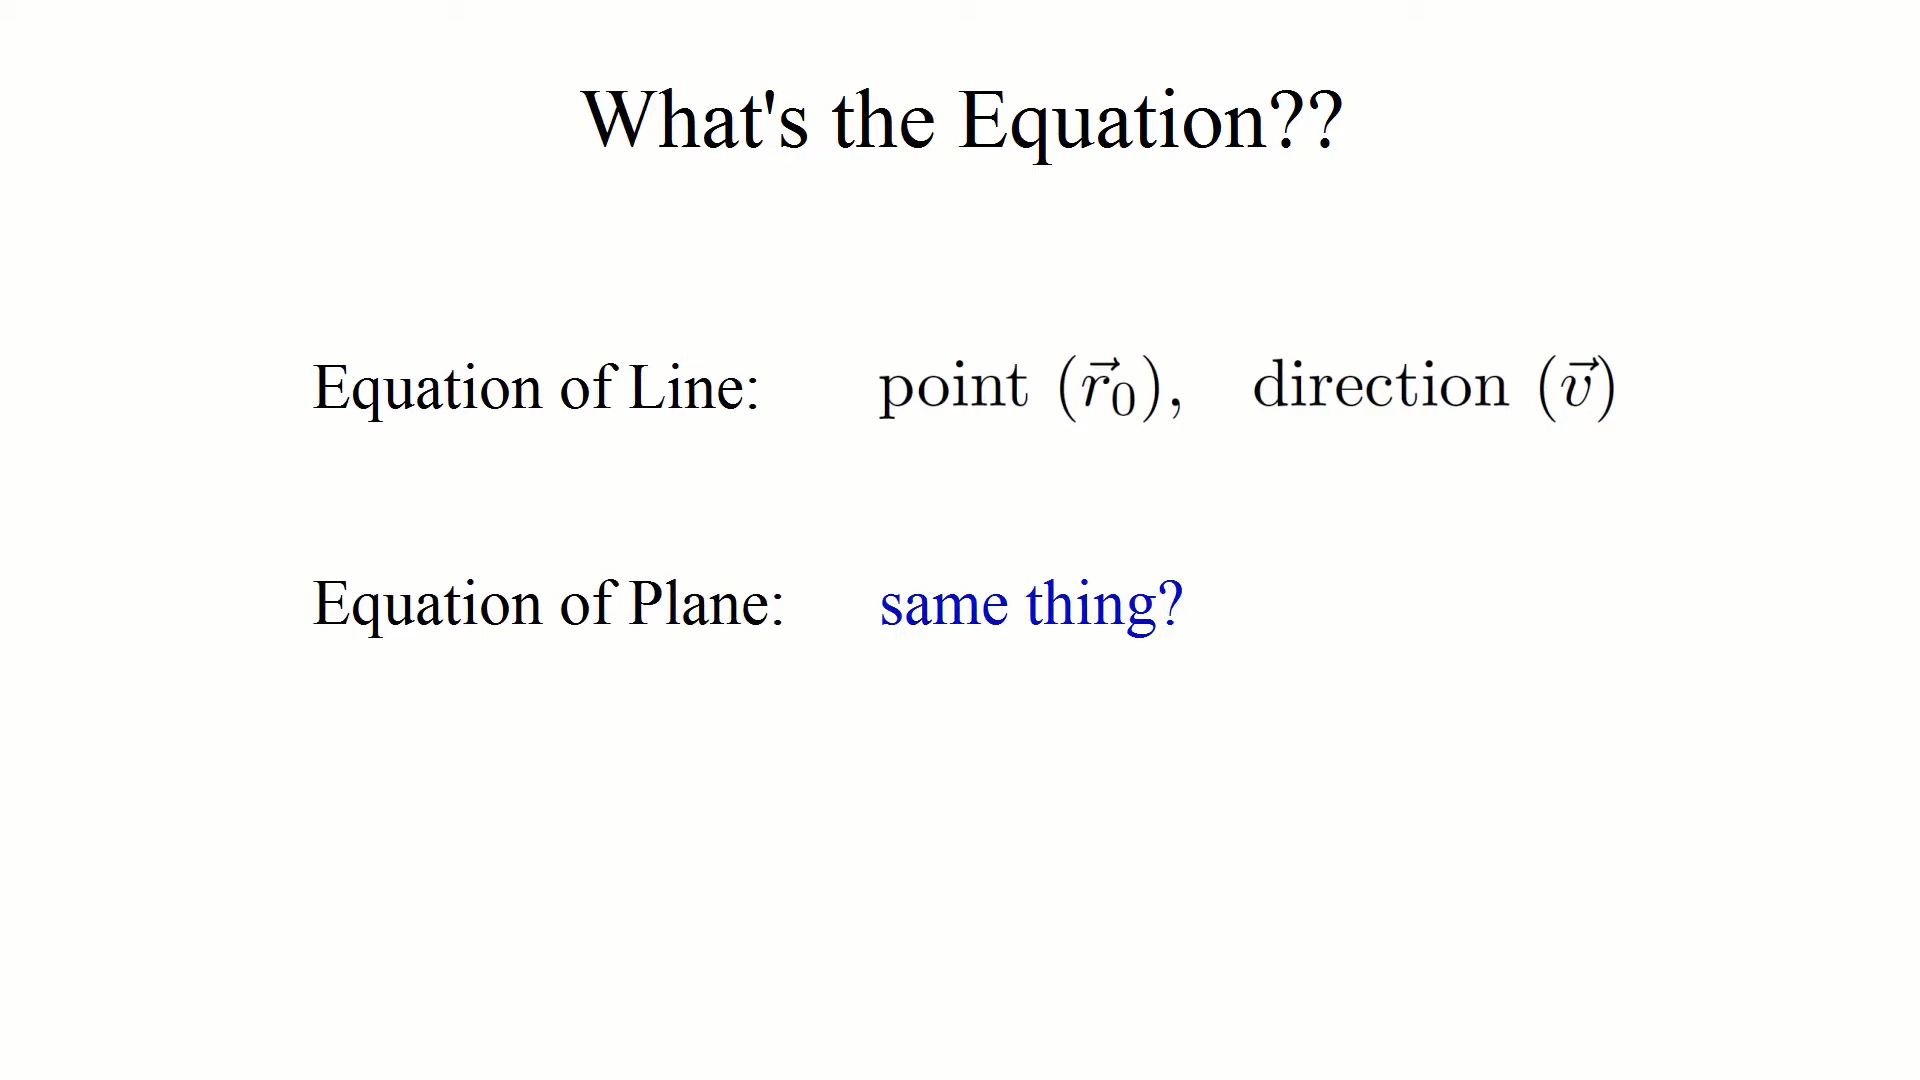 What's the Equation??
Equation of Line: point (r⃗₀), direction (v⃗)
Equation of Plane: same thing?